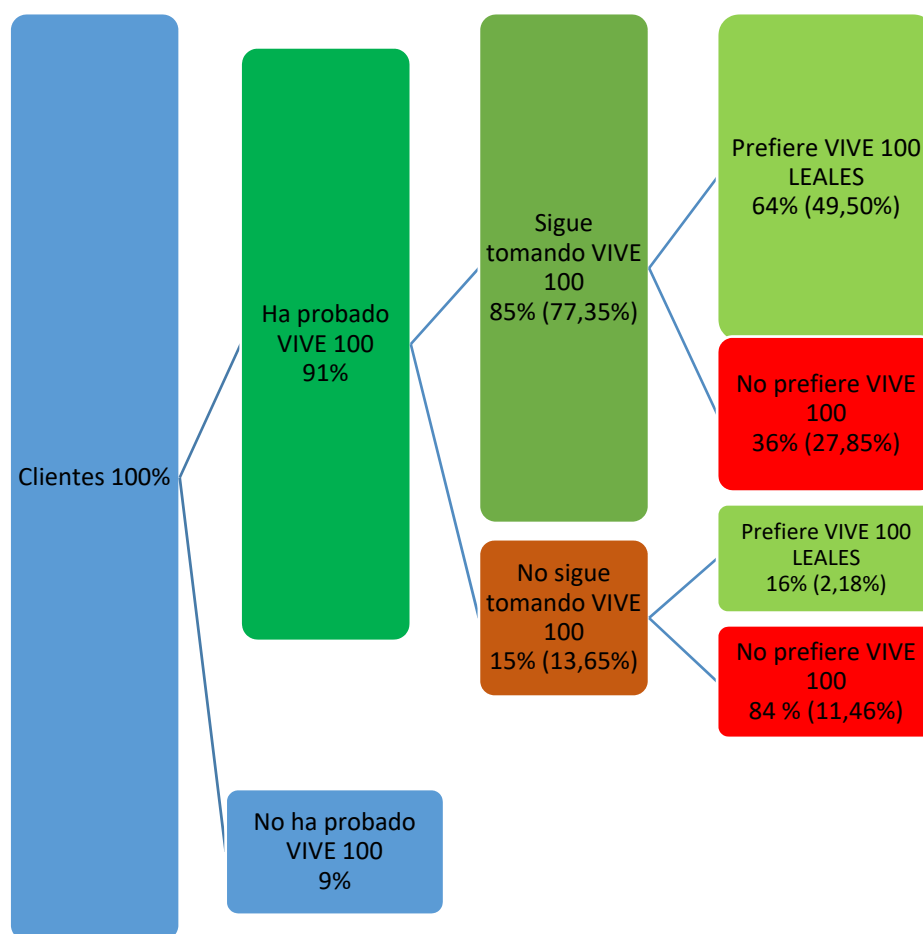 Clientes 100%
Ha probado
VIVE 100
91%
No ha probado
VIVE 100
9%
Sigue
tomando VIVE
100
85% (77,35%)
No sigue
tomando VIVE
100
15% (13,65%)
Prefiere VIVE 100
LEALES
64% (49,50%)
No prefiere VIVE
100
36% (27,85%)
Prefiere VIVE 100
LEALES
16% (2,18%)
No prefiere VIVE
100
84 % (11,46%)